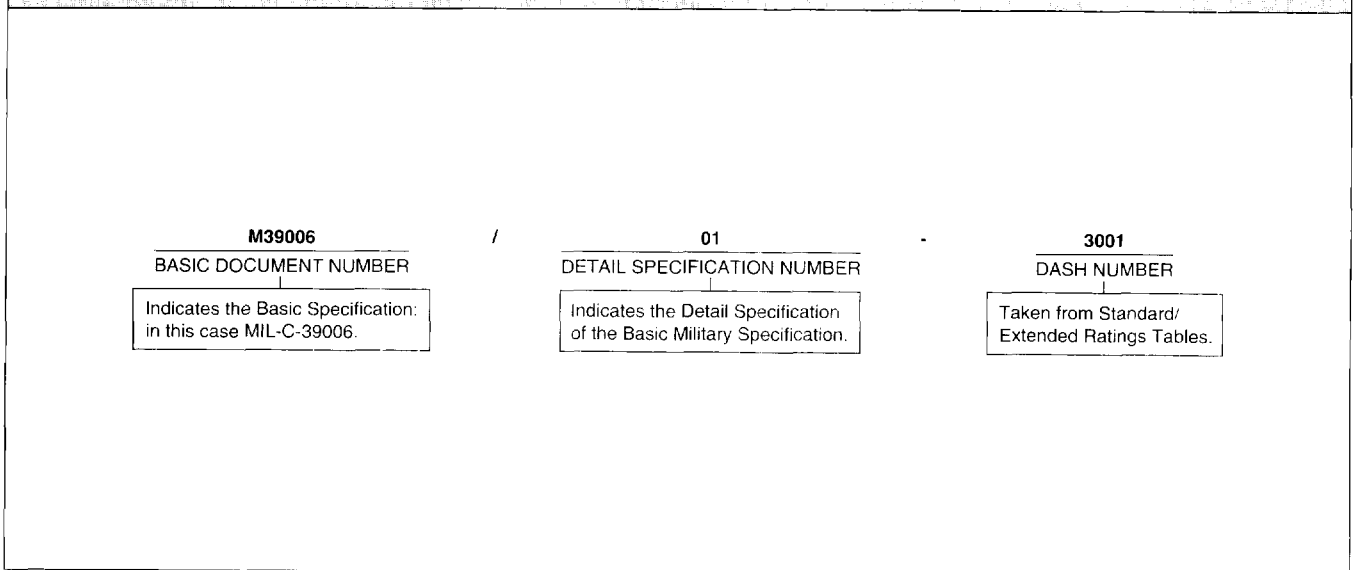 M39006 / 01 - 3001
BASIC DOCUMENT NUMBER DETAIL SPECIFICATION NUMBER DASH NUMBER
Indicates the Basic Specification:
in this case MIL-C-39006.
Indicates the Detail Specification
of the Basic Military Specification.
Taken from Standard/
Extended Ratings Tables.